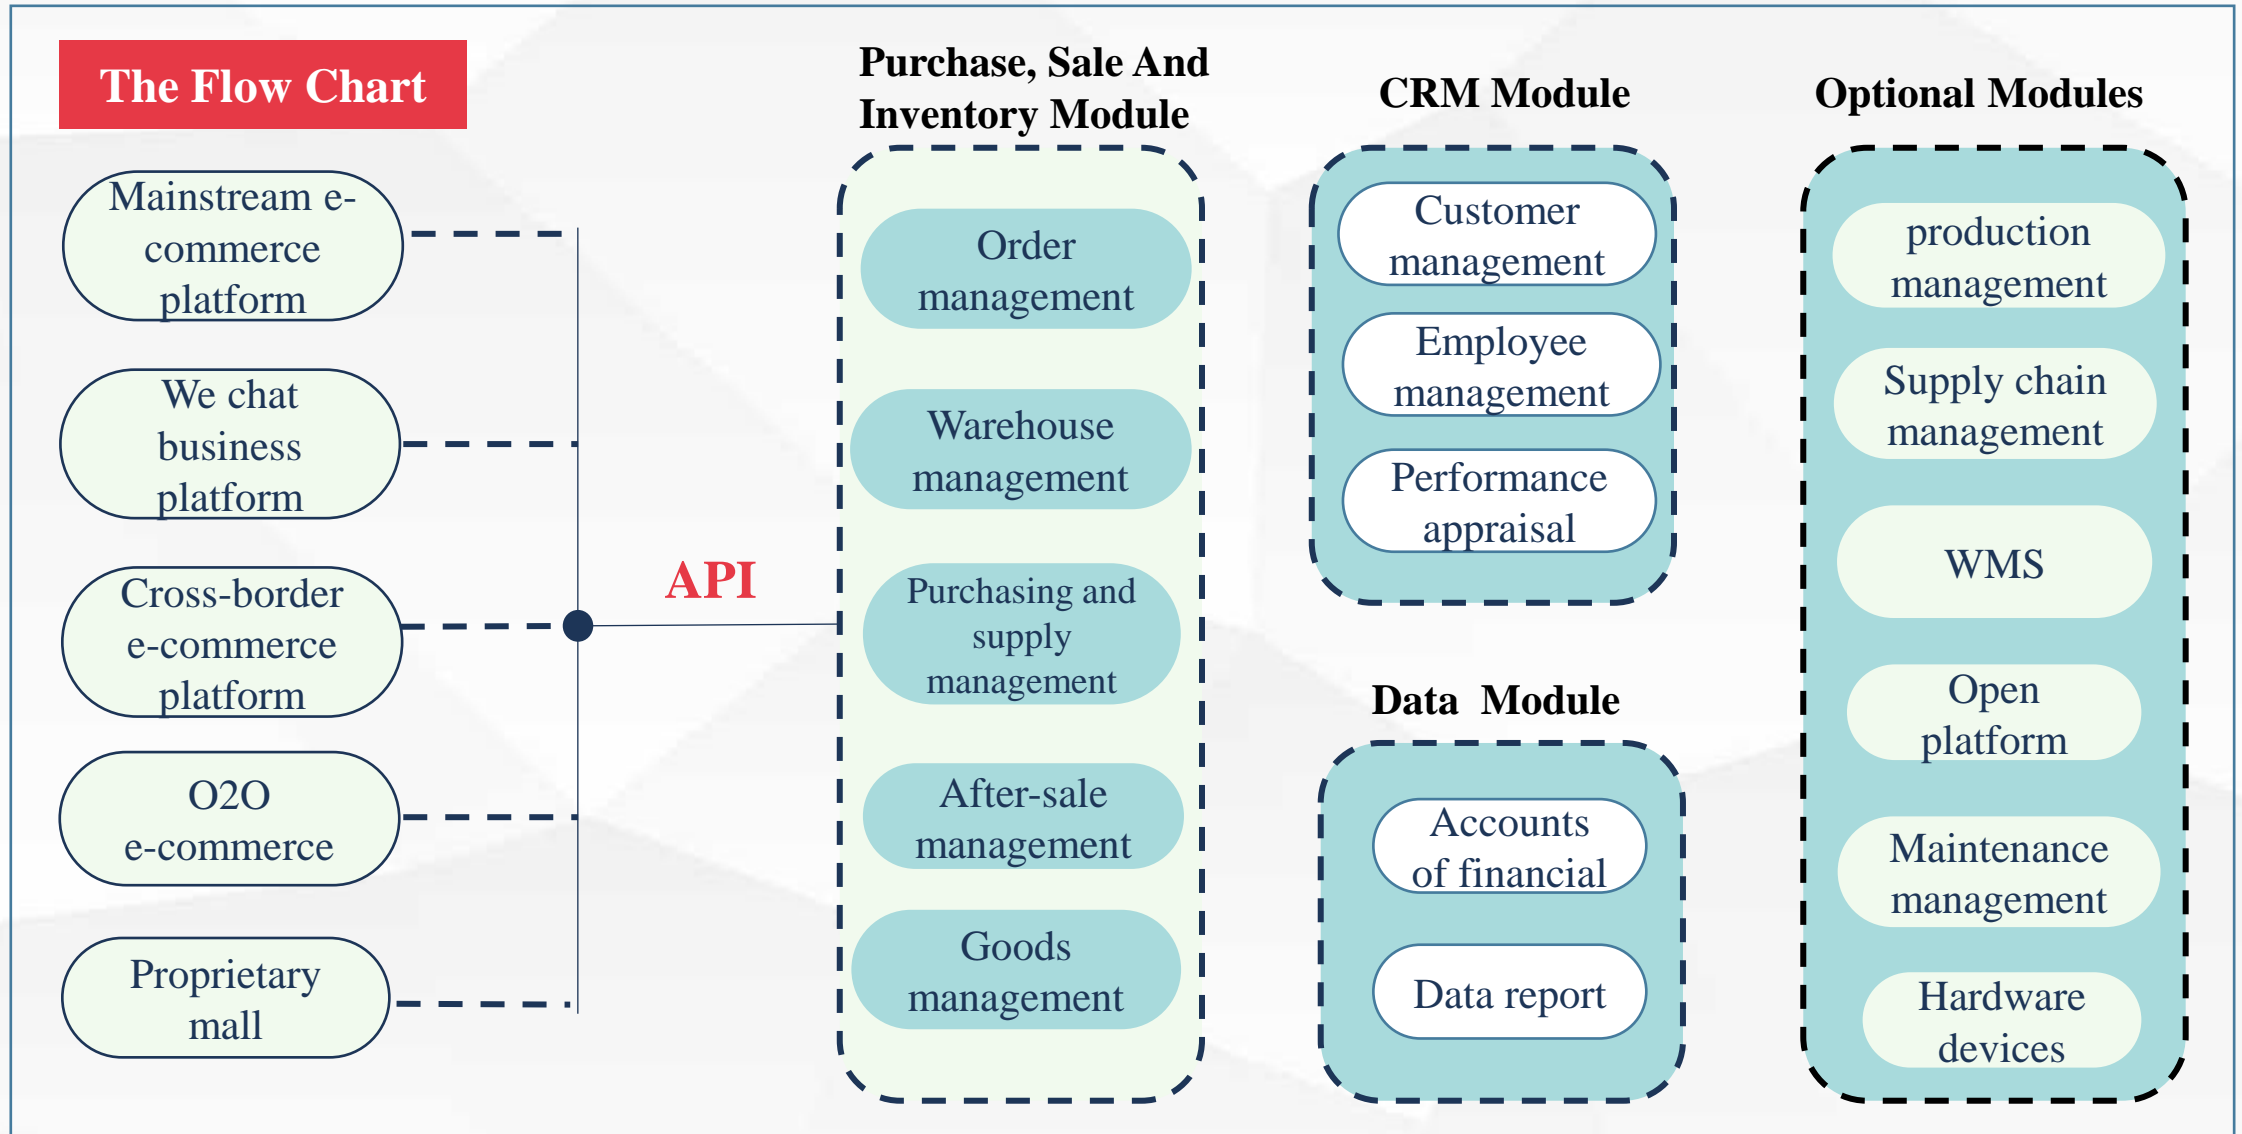 The Flow Chart
Mainstream e-
commerce
platform
We chat
business
platform
Cross-border
e-commerce
platform
O2O
e-commerce
Proprietary
mall
API
Purchase, Sale And
Inventory Module
Order
management
Warehouse
management
Purchasing and
supply
management
After-sale
management
Goods
management
CRM Module
Customer
management
Employee
management
Performance
appraisal
Data Module
Accounts
of financial
Data report
Optional Modules
production
management
Supply chain
management
WMS
Open
platform
Maintenance
management
Hardware
devices